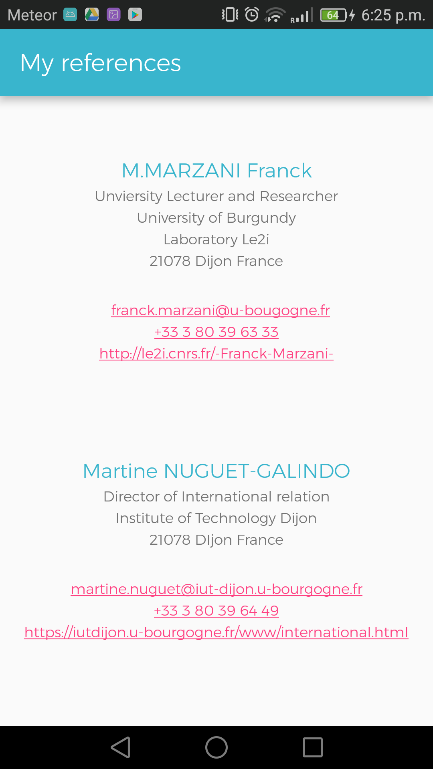 Meteor
R
64
6:25 p.m.
My references
M.MARZANI Franck
Unviersity Lecturer and Researcher
University of Burgundy
Laboratory Le2i
21078 Dijon France
franck.marzani@u-bougogne.fr
+33 3 80 39 63 33
http://le2i.cnrs.fr/-Franck-Marzani-
Martine NUGUET-GALINDO
Director of International relation
Institute of Technology Dijon
21078 DIjon France
martine.nuguet@iut-dijon.u-bourgogne.fr
+33 3 80 39 64 49
https://iutdijon.u-bourgogne.fr/www/international.html